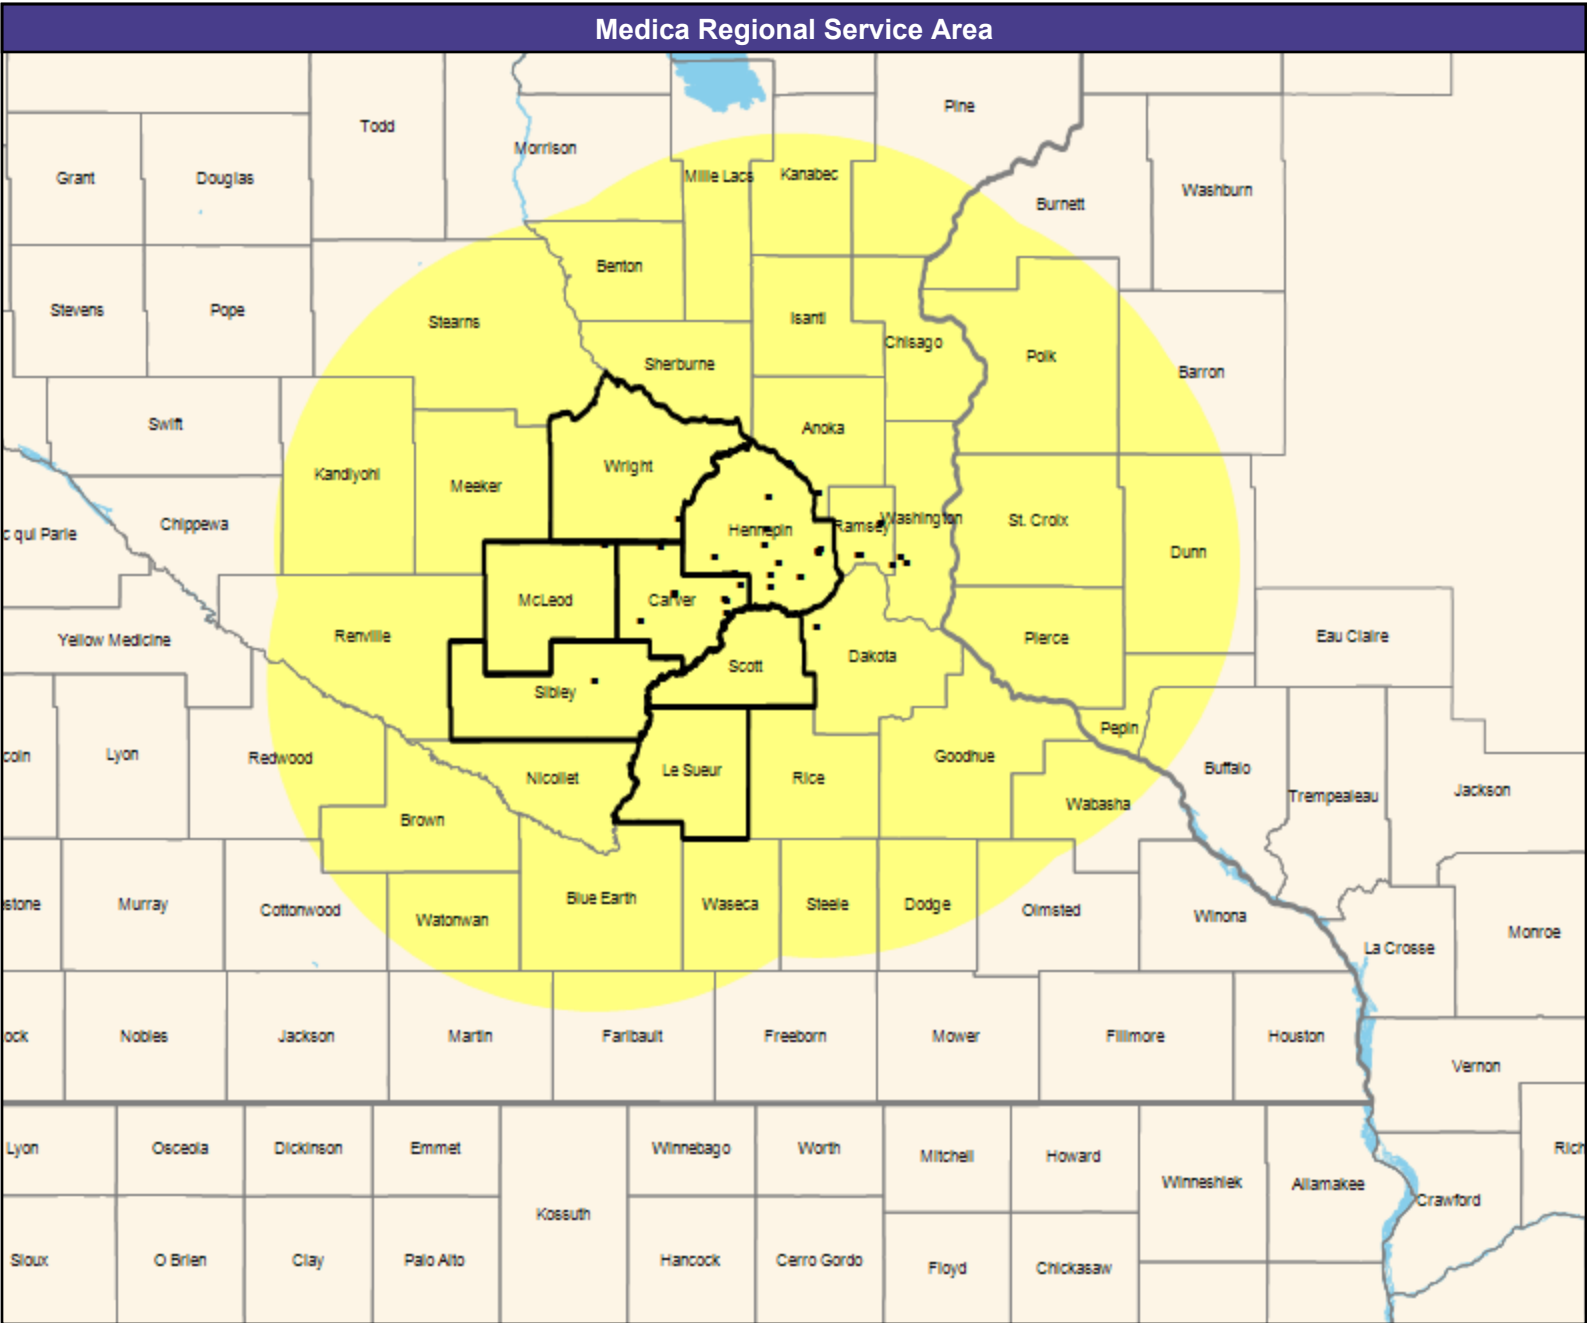 Medica Regional Service Area
Pine
Todd
Morrison
Mille Lacs
Kanabec
Grant
Douglas
Washburn
Burnett
Benton
Stevens
Pope
Stearns
Isanti
Chisago
Polk
Sherburne
Barron
Swift
Anoka
Wright
Kandiyohi
Meeker
Chippewa
Hennepin
Ramsey
Washington
St. Croix
c qui Parle
Dunn
McLeod
Carver
Yellow Medicine
Renville
Pierce
Eau Claire
Dakota
Scott
Sibley
Pepin
coln
Lyon
Redwood
Goodhue
Nicollet
Le Sueur
Rice
Buffalo
Trempealeau
Jackson
Wabasha
Brown
Blue Earth
stone
Murray
Cottonwood
Watonwan
Waseca
Steele
Dodge
Olmsted
Winona
Monroe
La Crosse
ock
Nobles
Jackson
Martin
Faribault
Freeborn
Mower
Fillmore
Houston
Vernon
Lyon
Osceola
Dickinson
Emmet
Winnebago
Worth
Mitchell
Howard
Rich
Winneshiek
Allamakee
Crawford
Kossuth
Sioux
O Brien
Clay
Palo Alto
Hancock
Cerro Gordo
Floyd
Chickasaw